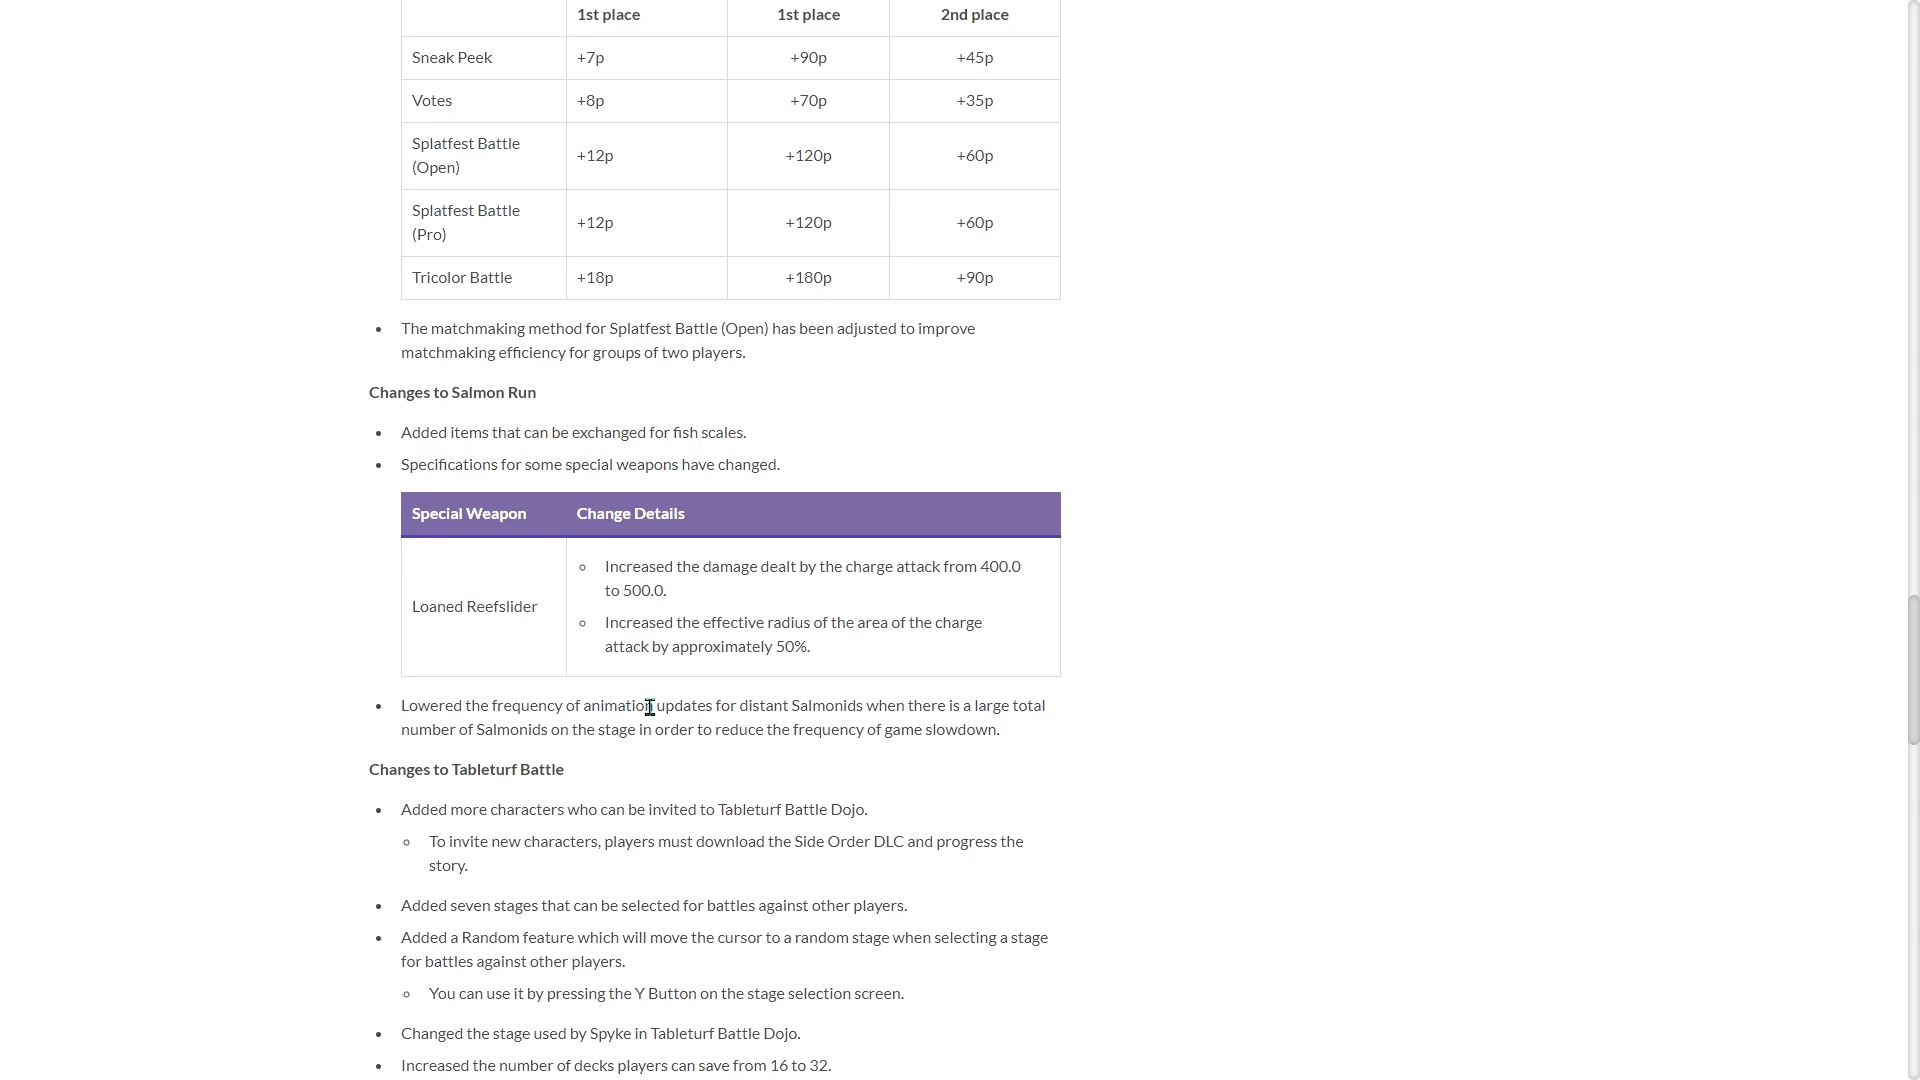 1st place 1st place 2nd place
Sneak Peek +7p +90p +45p
Votes +8p +70p +35p
Splatfest Battle
(Open) +12p +120p +60p
Splatfest Battle
(Pro) +12p +120p +60p
Tricolor Battle +18p +180p +90p
• The matchmaking method for Splatfest Battle (Open) has been adjusted to improve
matchmaking efficiency for groups of two players.
Changes to Salmon Run
• Added items that can be exchanged for fish scales.
• Specifications for some special weapons have changed.
Special Weapon Change Details
Loaned Reefslider
◦ Increased the damage dealt by the charge attack from 400.0
to 500.0.
◦ Increased the effective radius of the area of the charge
attack by approximately 50%.
• Lowered the frequency of animation updates for distant Salmonids when there is a large total
number of Salmonids on the stage in order to reduce the frequency of game slowdown.
Changes to Tableturf Battle
• Added more characters who can be invited to Tableturf Battle Dojo.
◦ To invite new characters, players must download the Side Order DLC and progress the
story.
• Added seven stages that can be selected for battles against other players.
• Added a Random feature which will move the cursor to a random stage when selecting a stage
for battles against other players.
◦ You can use it by pressing the Y Button on the stage selection screen.
• Changed the stage used by Spyke in Tableturf Battle Dojo.
• Increased the number of decks players can save from 16 to 32.